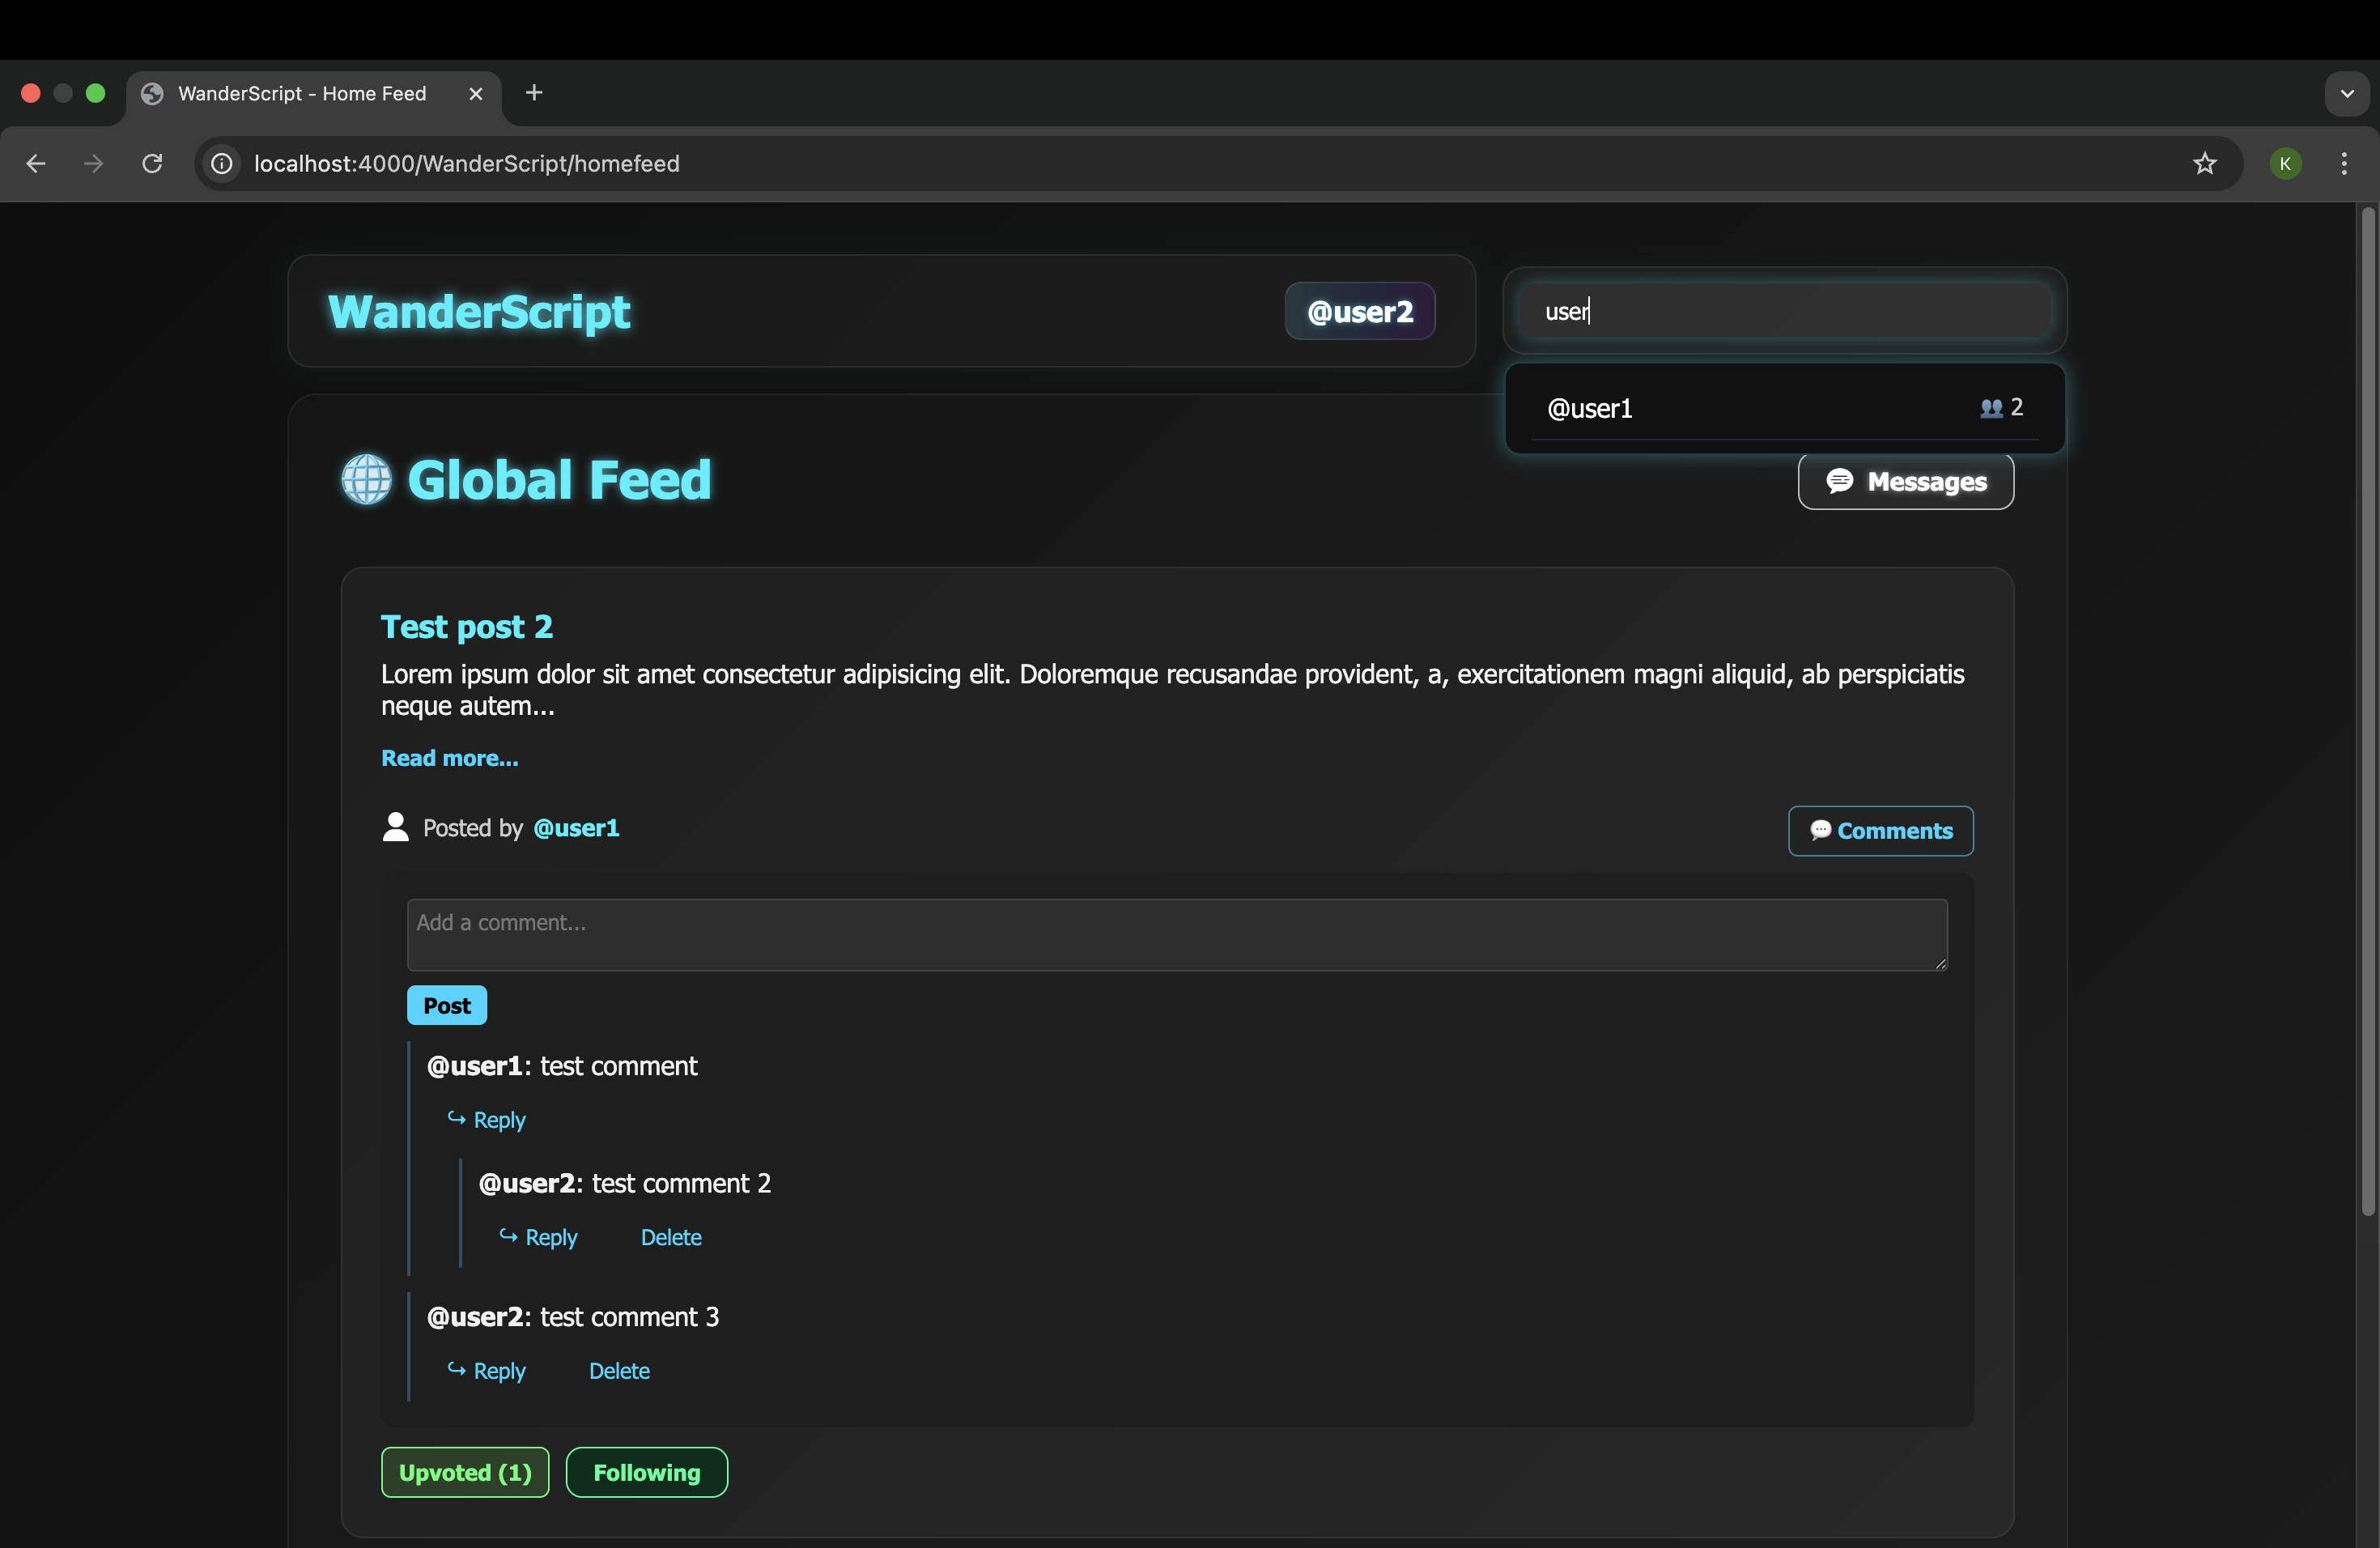 WanderScript - Home Feed
localhost:4000/WanderScript/homefeed
K
WanderScript
@user2
user
@user1
2
Global Feed
Messages
Test post 2
Lorem ipsum dolor sit amet consectetur adipisicing elit. Doloremque recusandae provident, a, exercitationem magni aliquid, ab perspiciatis
neque autem...
Read more...
Posted by @user1
Comments
Add a comment...
Post
@user1: test comment
↪ Reply
@user2: test comment 2
↪ Reply Delete
@user2: test comment 3
↪ Reply Delete
Upvoted (1) Following